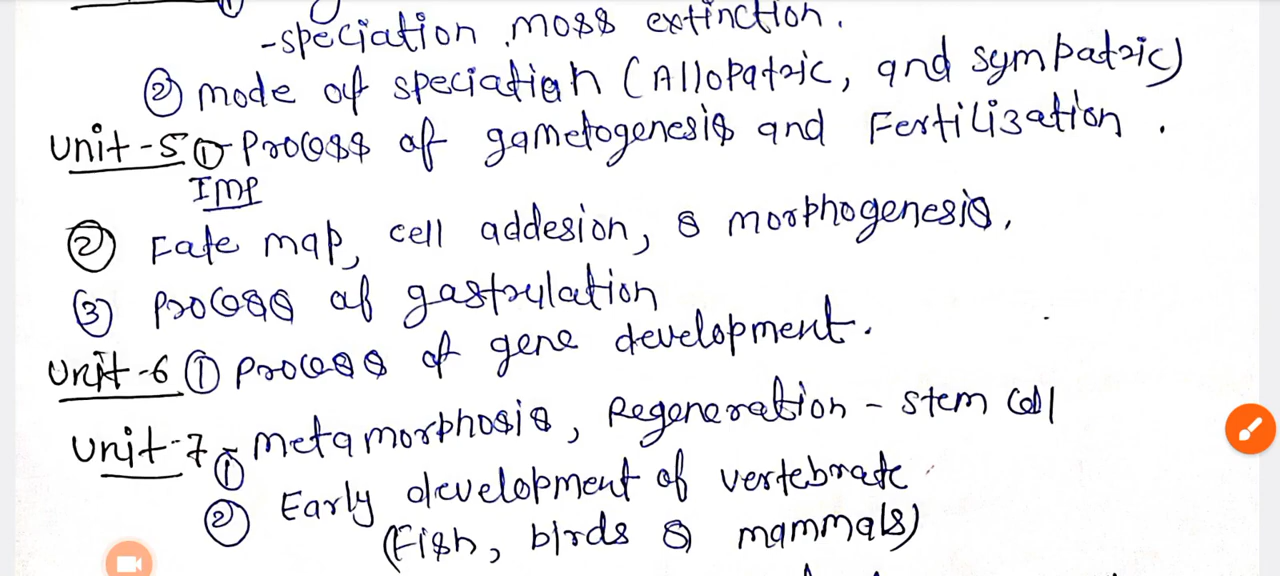 -speciation, moss extinction.
② mode of speciation (Allopatric, and sympatric)
Unit-5 ① Process of gametogenesis and Fertilization.
IMP
② Fate map, cell addesion, & morphogenesis.
③ process of gastrulation
Unit-6 ① process of gene development.
Unit-7 ① metamorphosis, Regeneration - stem cell
② Early development of vertebrate
(Fish, birds & mammals)